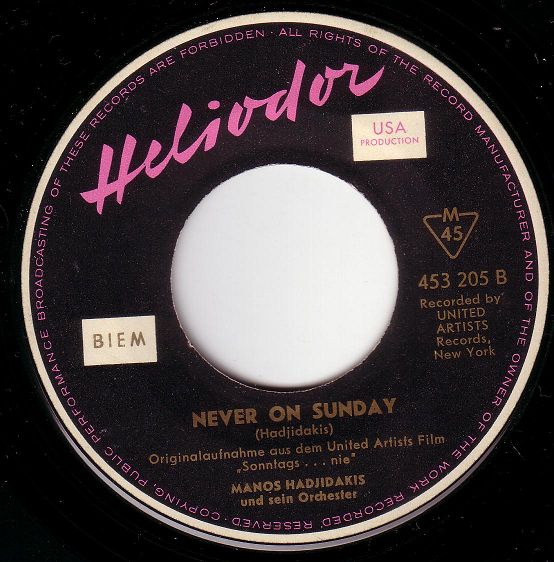 Heliodor
USA
PRODUCTION
M
45
453 205 B
Recorded by
UNITED
ARTISTS
Records,
New York
BIEM
NEVER ON SUNDAY
(Hadjidakis)
Originalaufnahme aus dem United Artists Film
„Sonntags . . . nie"
MANOS HADJIDAKIS
und sein Orchester
ALL RIGHTS OF THE RECORD MANUFACTURER AND OF THE OWNER OF THE WORK RECORDED RESERVED · COPYING, PUBLIC PERFORMANCE BROADCASTING OF THESE RECORDS ARE FORBIDDEN ·